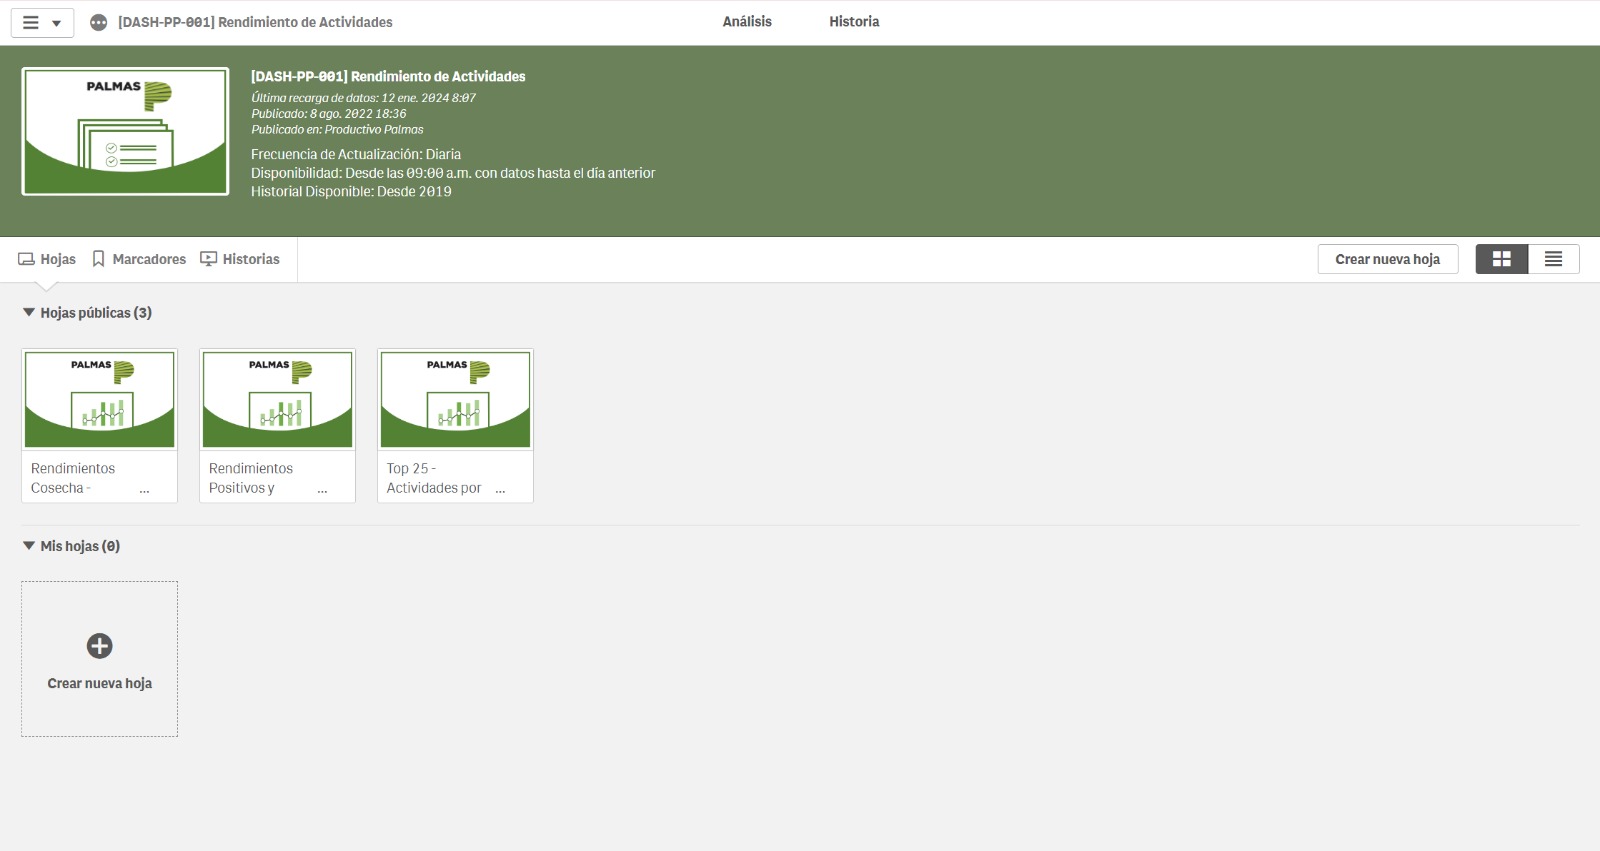 [DASH-PP-001] Rendimiento de Actividades
Análisis
Historia
PALMAS
[DASH-PP-001] Rendimiento de Actividades
Última recarga de datos: 12 ene. 2024 8:07
Publicado: 8 ago. 2022 18:36
Publicado en: Productivo Palmas
Frecuencia de Actualización: Diaria
Disponibilidad: Desde las 09:00 a.m. con datos hasta el día anterior
Historial Disponible: Desde 2019
Hojas
Marcadores
Historias
Crear nueva hoja
Hojas públicas (3)
PALMAS
Rendimientos
Cosecha - ...
PALMAS
Rendimientos
Positivos y ...
PALMAS
Top 25 -
Actividades por ...
Mis hojas (0)
Crear nueva hoja